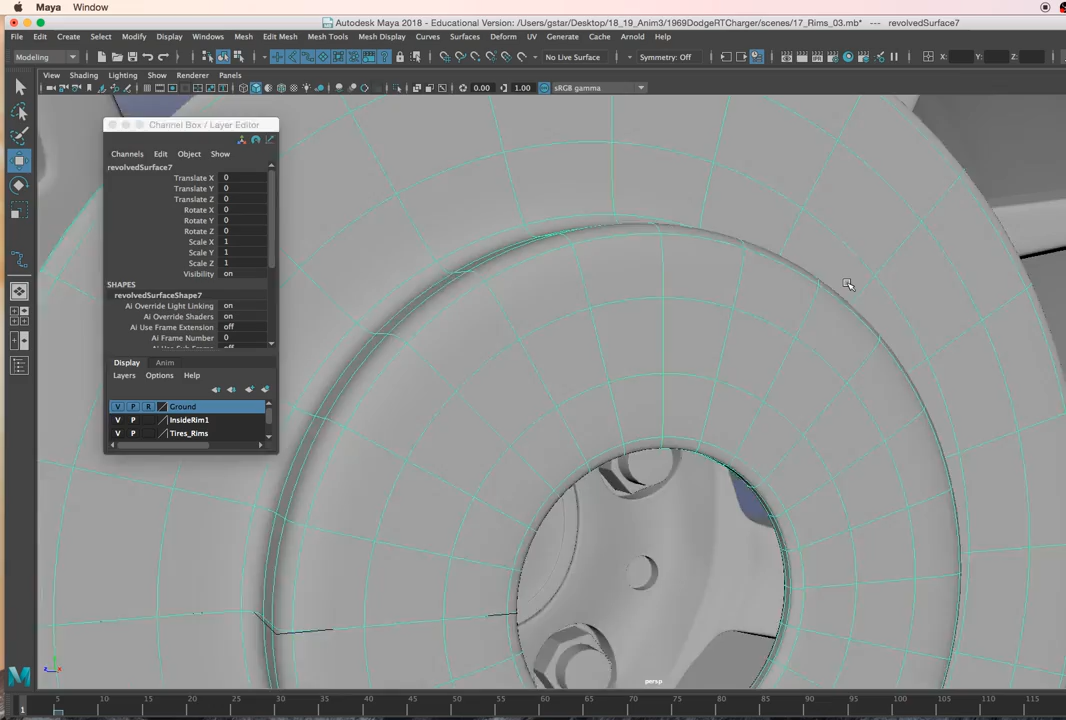 Maya Window
Autodesk Maya 2018 - Educational Version: /Users/gstar/Desktop/18_19_Anim3/1969DodgeRTCharger/scenes/17_Rims_03.mb* --- revolvedSurface7
File Edit Create Select Modify Display Windows Mesh Edit Mesh Mesh Tools Mesh Display Curves Surfaces Deform UV Generate Cache Arnold Help
Modeling No Live Surface Symmetry: Off X: Y: Z:
View Shading Lighting Show Renderer Panels
0.00 1.00 sRGB gamma
Channel Box / Layer Editor
Channels Edit Object Show
revolvedSurface7
Translate X 0
Translate Y 0
Translate Z 0
Rotate X 0
Rotate Y 0
Rotate Z 0
Scale X 1
Scale Y 1
Scale Z 1
Visibility on
SHAPES
revolvedSurfaceShape7
Ai Override Light Linking on
Ai Override Shaders on
Ai Use Frame Extension off
Ai Frame Number 0
Display Anim
Layers Options Help
V P R Ground
V P InsideRim1
V P Tires_Rims
persp
5 10 15 20 25 30 35 40 45 50 55 60 65 70 75 80 85 90 95 100 105 110 115
1